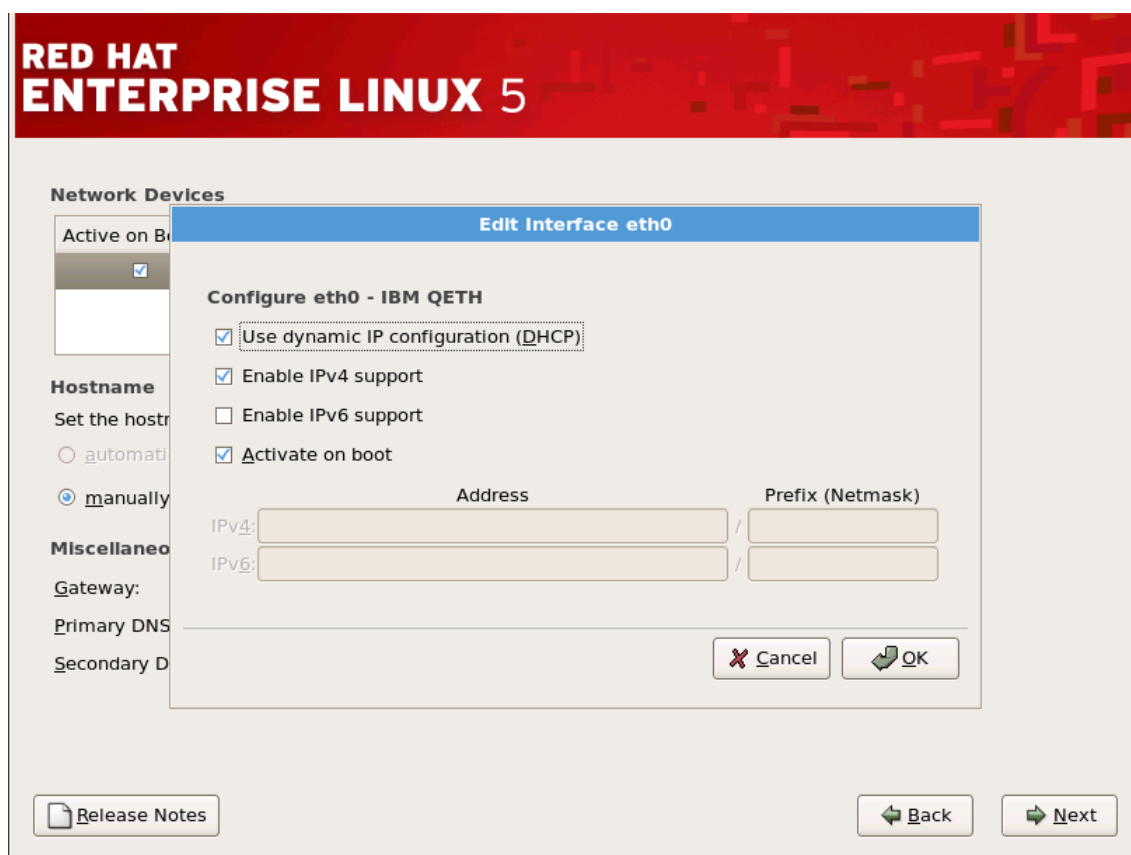 RED HAT
ENTERPRISE LINUX 5
Network Devices
Active on B
Edit Interface eth0
Configure eth0 - IBM QETH
Use dynamic IP configuration (DHCP)
Enable IPv4 support
Enable IPv6 support
Activate on boot
Address Prefix (Netmask)
IPv4: /
IPv6: /
Cancel OK
Hostname
Set the hostr
automati
manually
Miscellaneo
Gateway:
Primary DNS
Secondary D
Release Notes Back Next